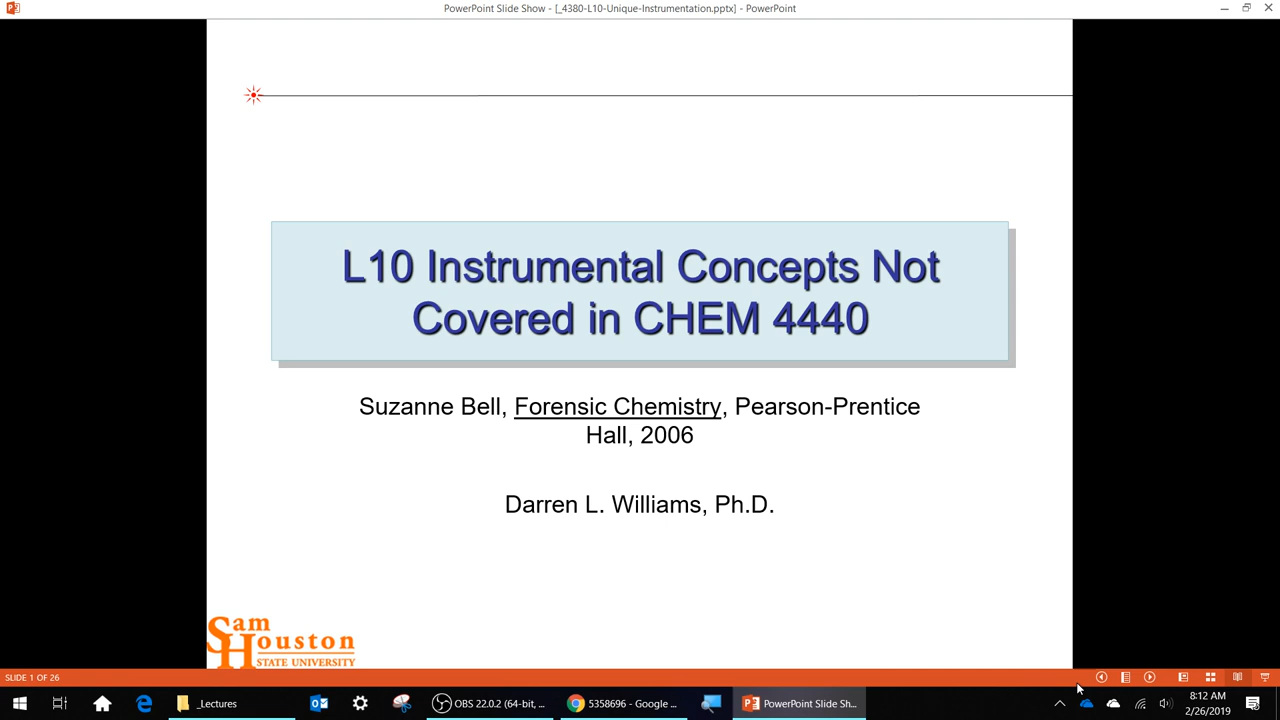 PowerPoint Slide Show - [_4380-L10-Unique-Instrumentation.pptx] - PowerPoint
L10 Instrumental Concepts Not
Covered in CHEM 4440
Suzanne Bell, Forensic Chemistry, Pearson-Prentice
Hall, 2006
Darren L. Williams, Ph.D.
Sam
Houston
STATE UNIVERSITY
SLIDE 1 OF 26
_Lectures
OBS 22.0.2 (64-bit, ...
5358696 - Google ...
PowerPoint Slide Sh...
8:12 AM
2/26/2019